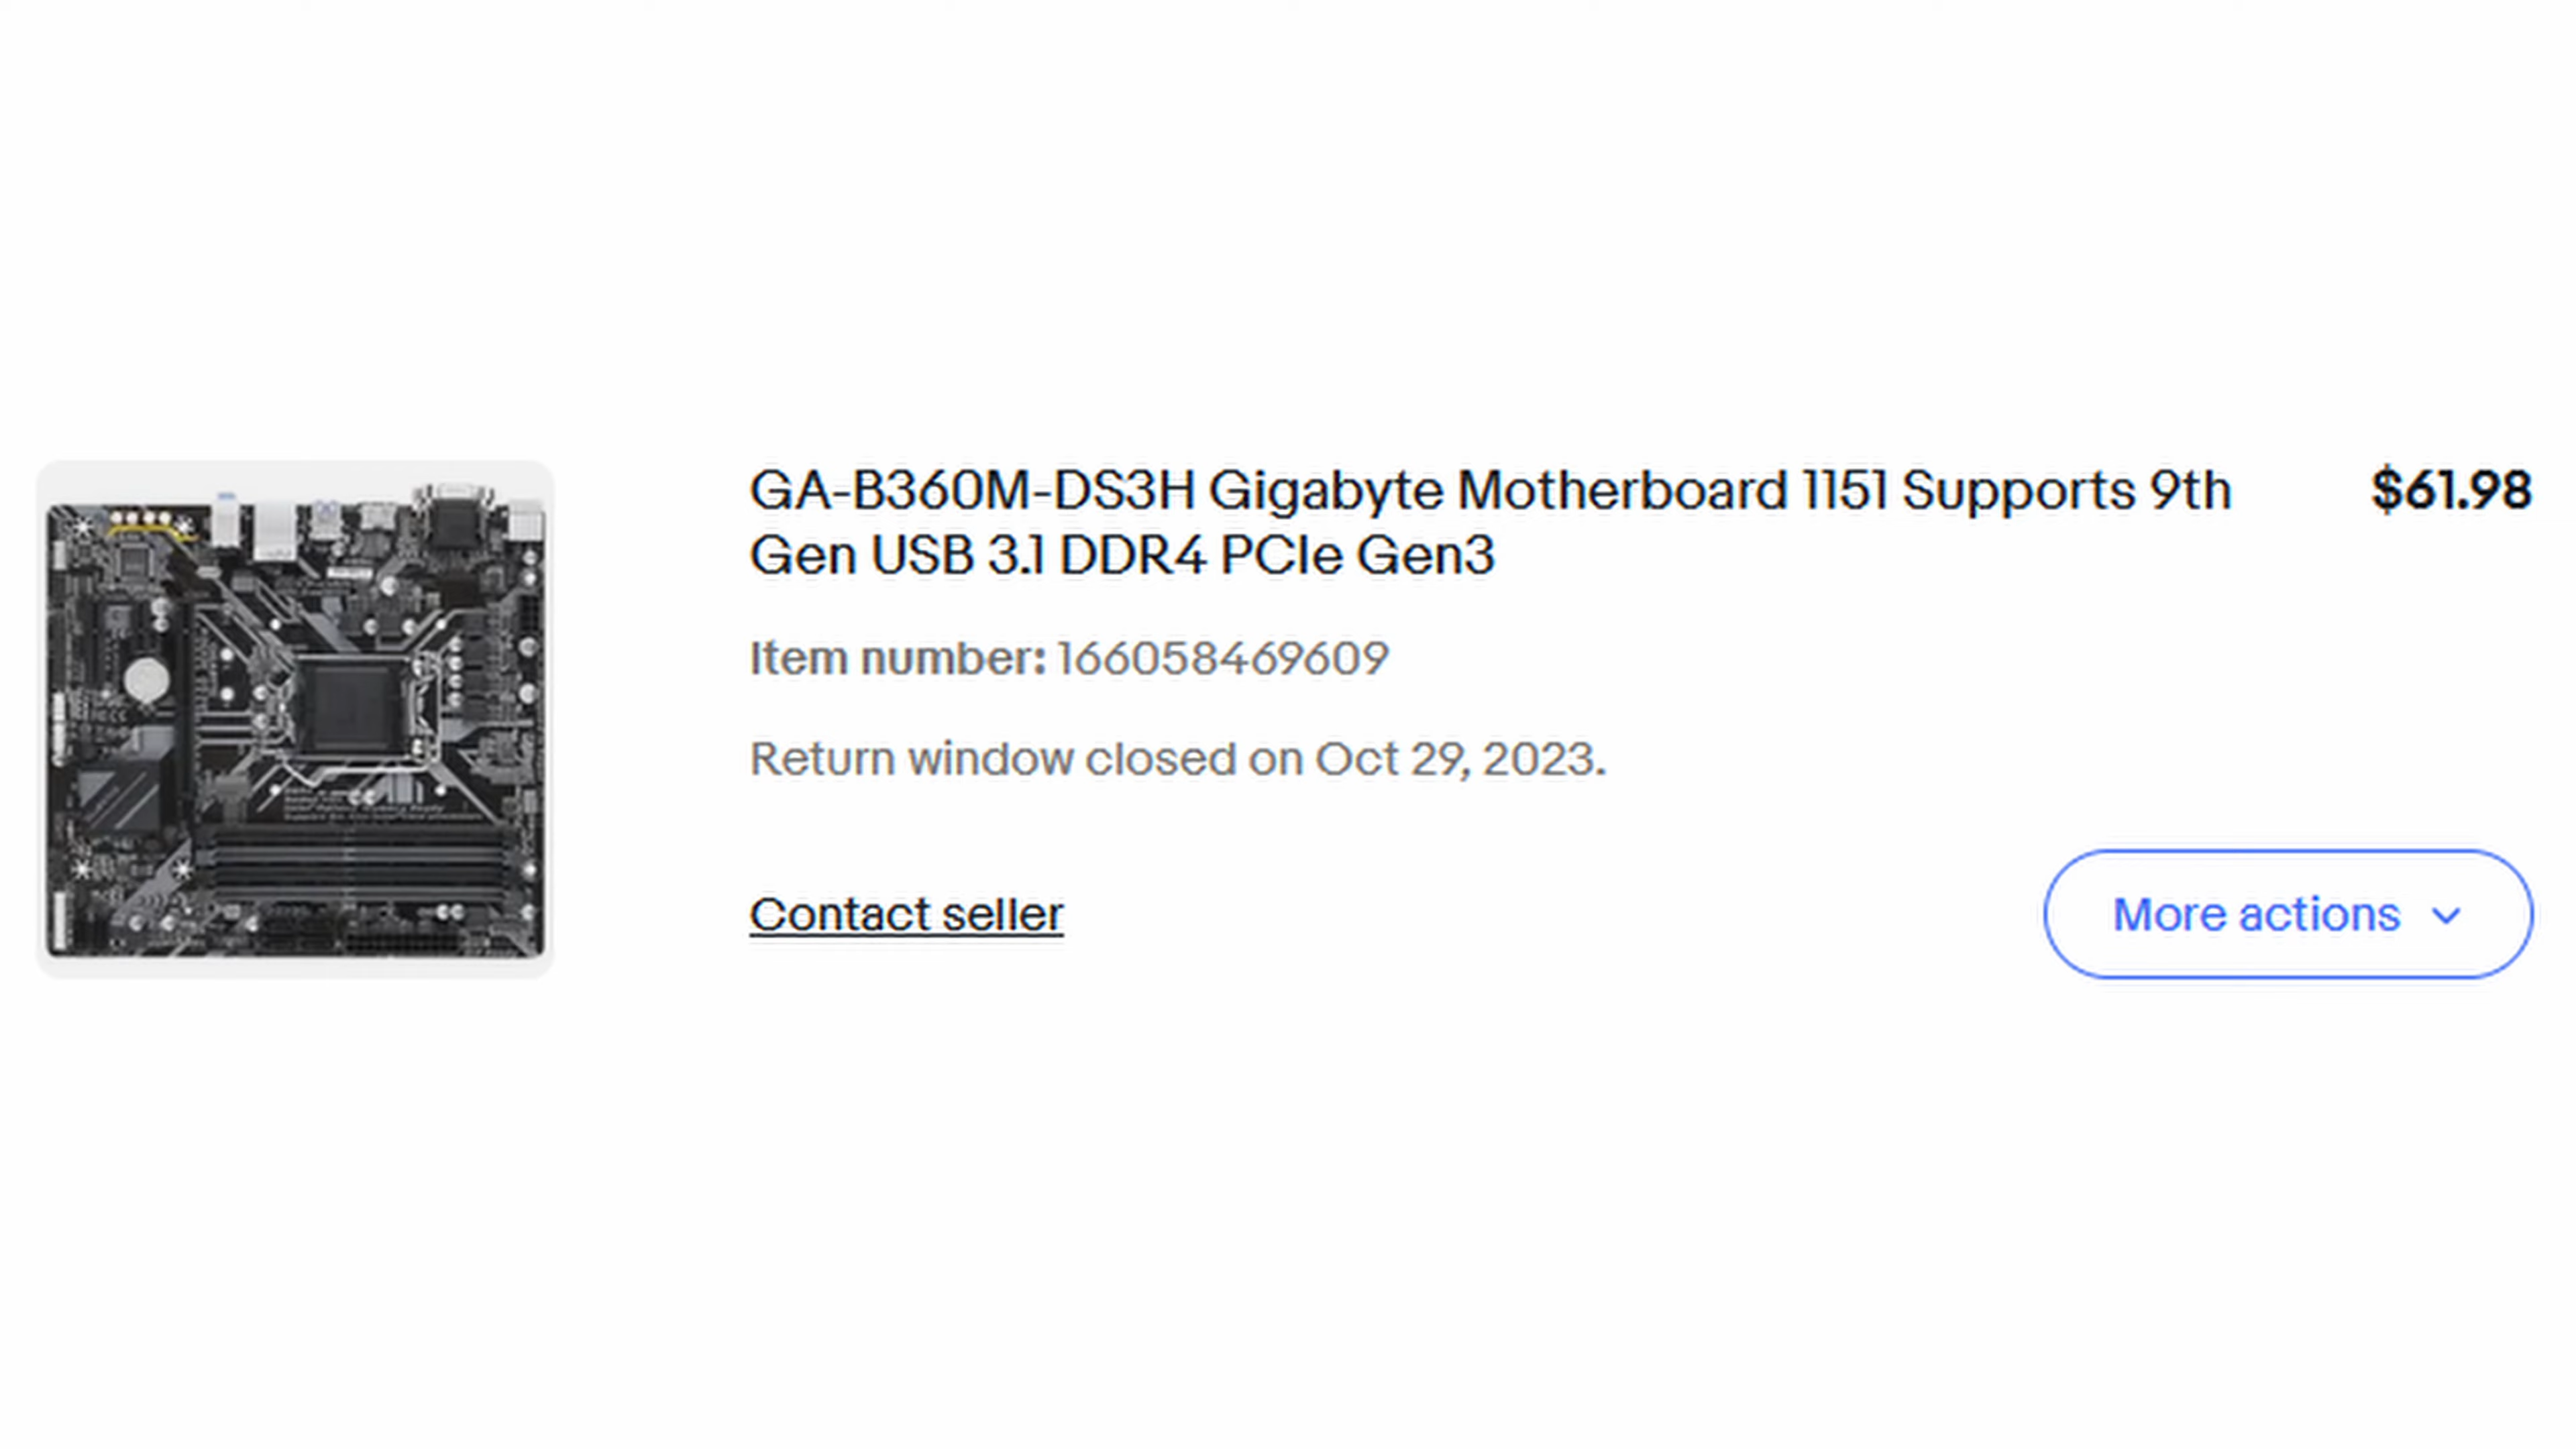 GA-B360M-DS3H Gigabyte Motherboard 1151 Supports 9th
Gen USB 3.1 DDR4 PCIe Gen3
$61.98
Item number: 166058469609
Return window closed on Oct 29, 2023.
Contact seller
More actions